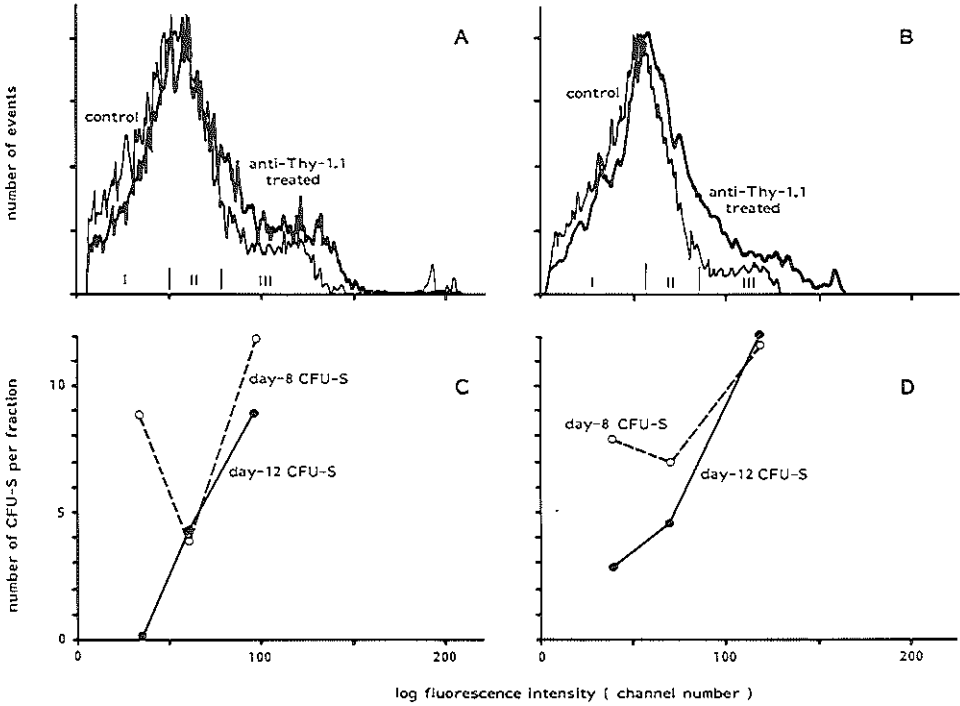 A
B
number of events
control
anti-Thy-1.1
treated
control
anti-Thy-1.1
treated
I
II
III
I
II
III
number of CFU-S per fraction
10
5
0
C
D
day-8 CFU-S
day-12 CFU-S
day-8 CFU-S
day-12 CFU-S
0
100
200
0
100
200
log fluorescence intensity ( channel number )